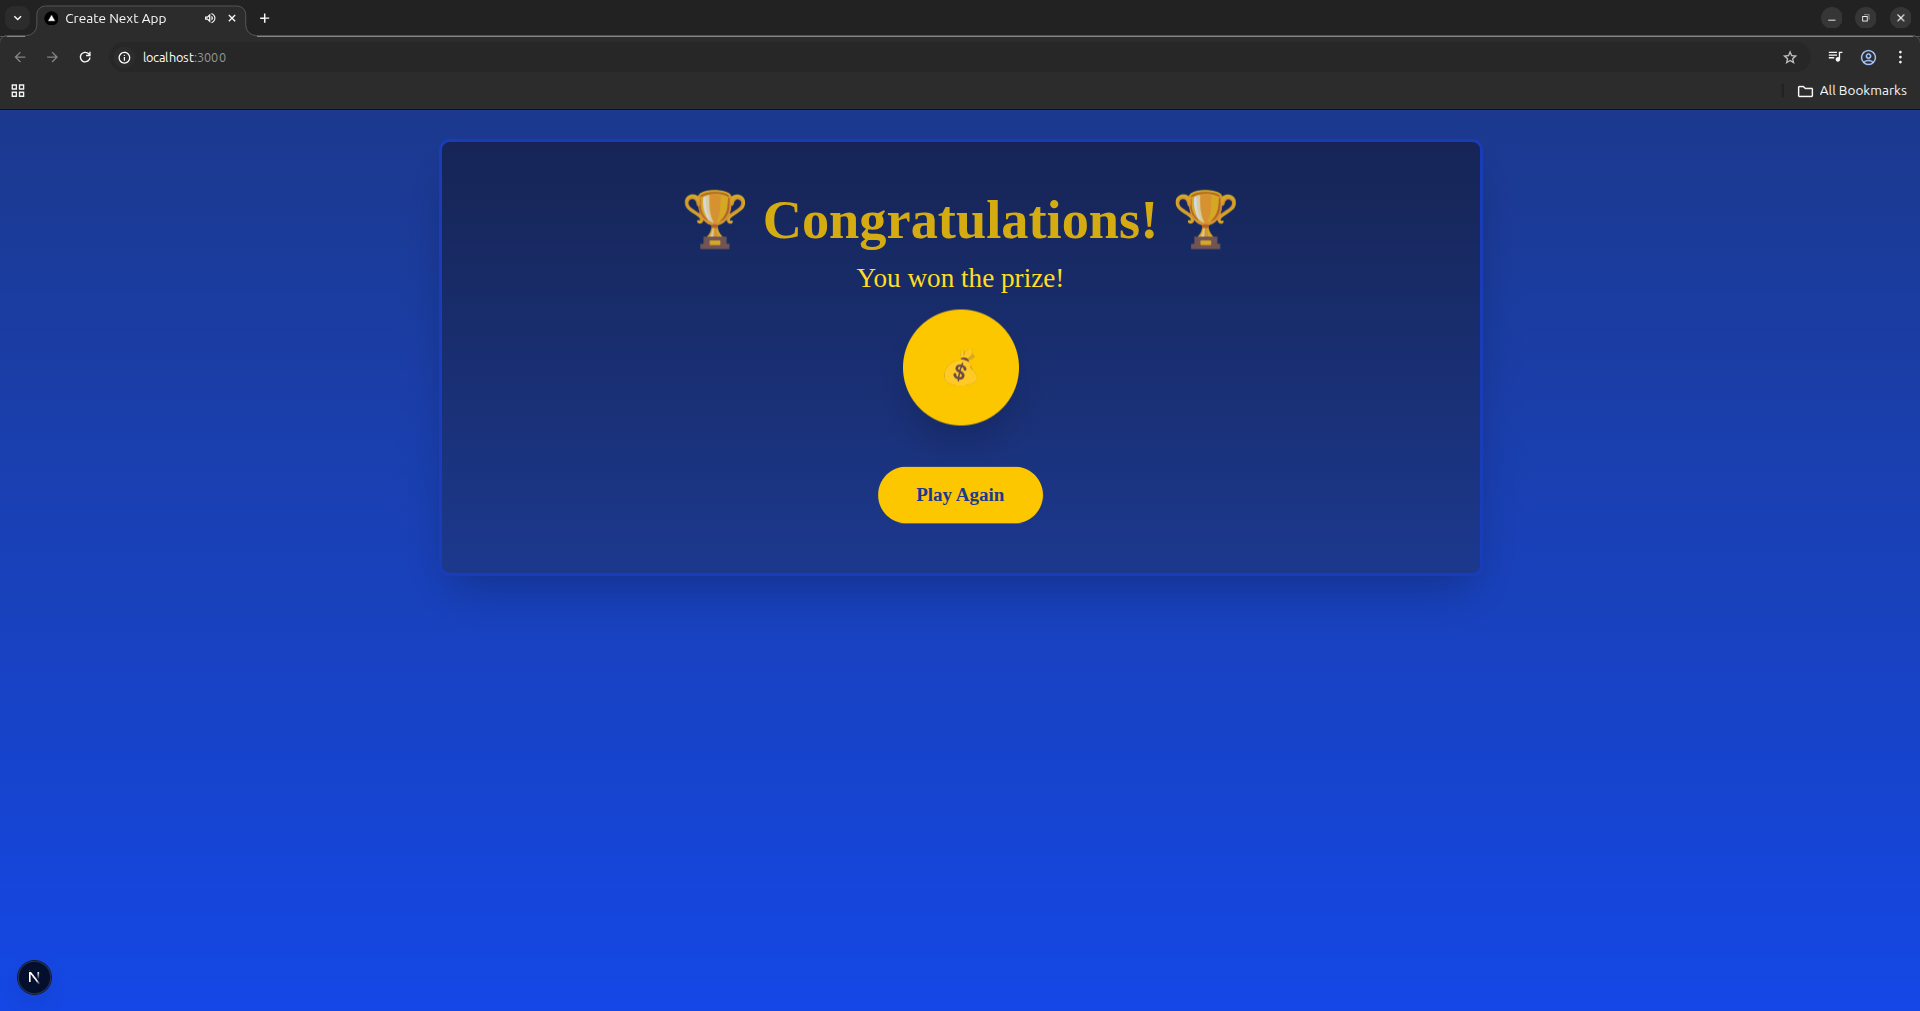 Create Next App
localhost:3000
All Bookmarks
🏆 Congratulations! 🏆
You won the prize!
Play Again
N